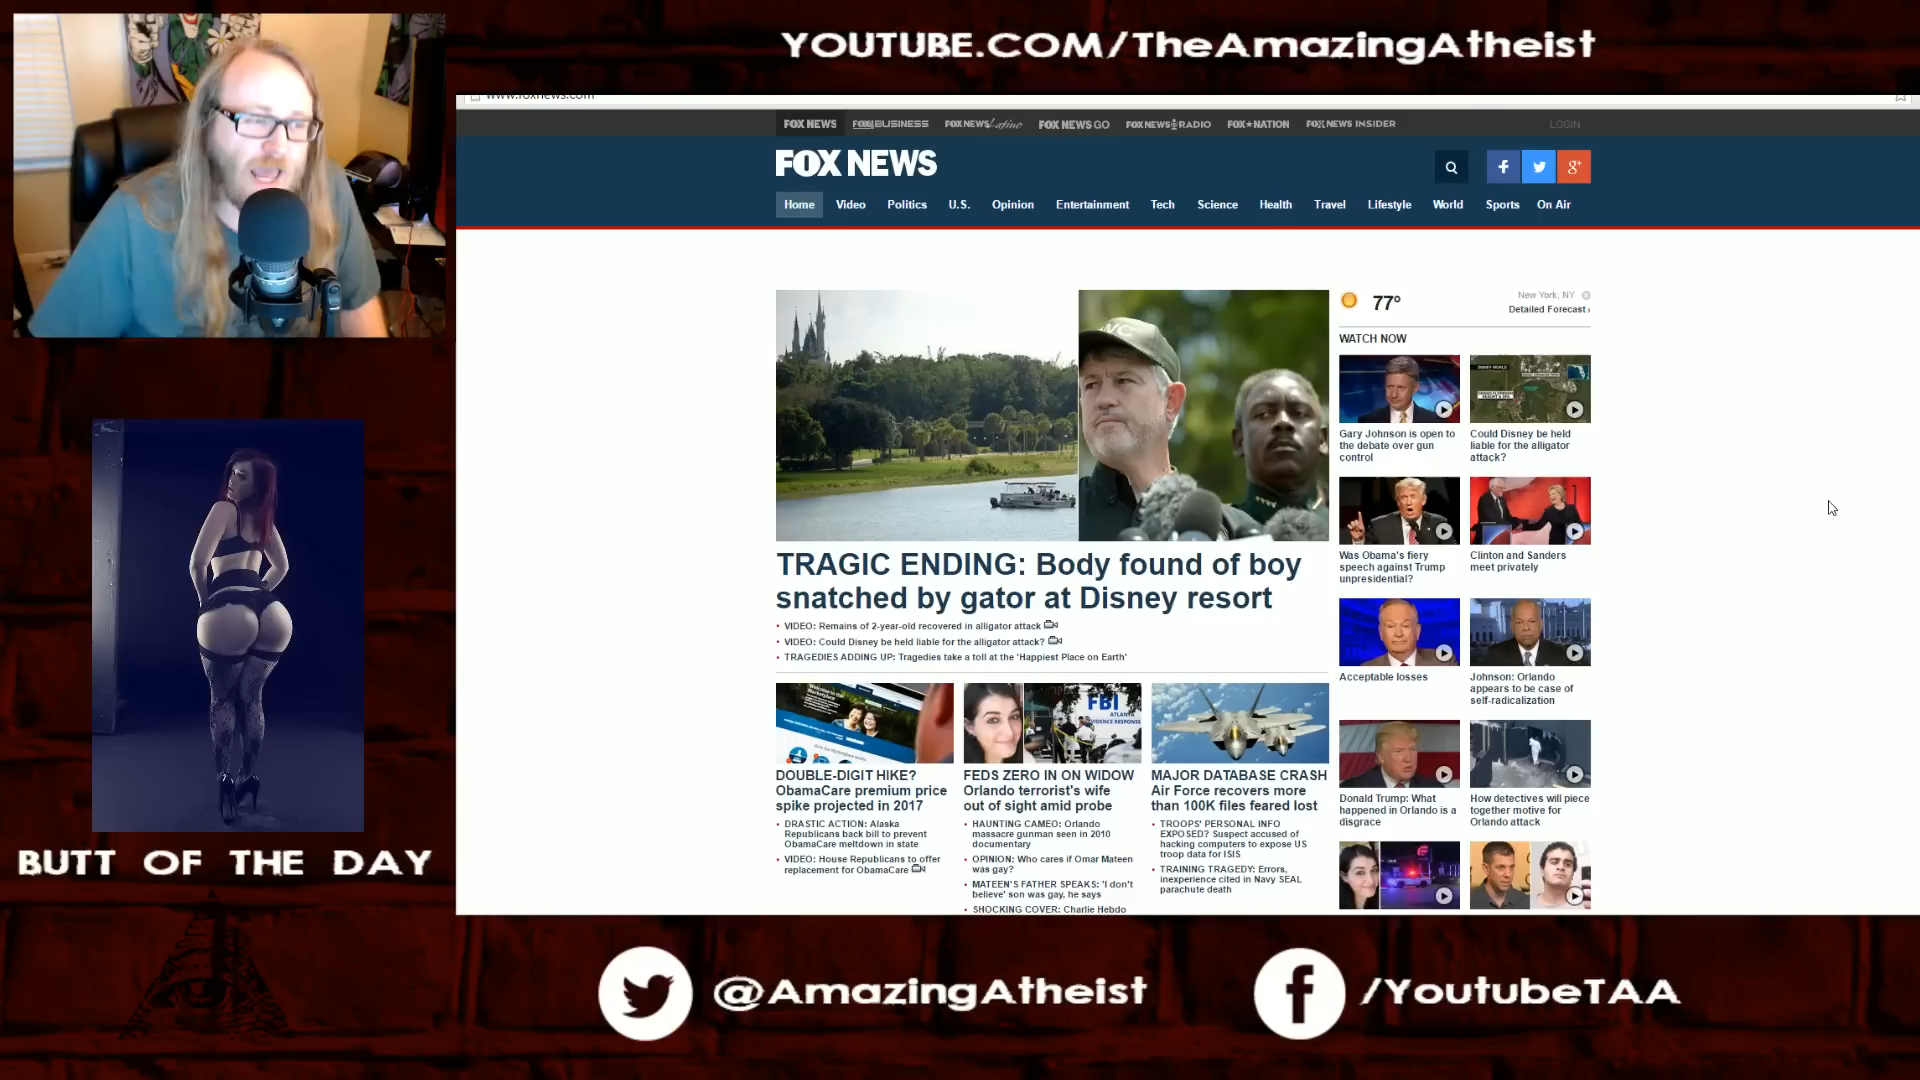 YOUTUBE.COM/TheAmazingAtheist
www.foxnews.com
FOX NEWS
FOX BUSINESS
FOX NEWS Latino
FOX NEWS GO
FOX NEWS RADIO
FOX NATION
FOX NEWS INSIDER
LOGIN
FOX NEWS
Home
Video
Politics
U.S.
Opinion
Entertainment
Tech
Science
Health
Travel
Lifestyle
World
Sports
On Air
TRAGIC ENDING: Body found of boy
snatched by gator at Disney resort
VIDEO: Remains of 2-year-old recovered in alligator attack
VIDEO: Could Disney be held liable for the alligator attack?
TRAGEDIES ADDING UP: Tragedies take a toll at the 'Happiest Place on Earth'
DOUBLE-DIGIT HIKE?
ObamaCare premium price
spike projected in 2017
DRASTIC ACTION: Alaska
Republicans back bill to prevent
ObamaCare meltdown in state
VIDEO: House Republicans to offer
replacement for ObamaCare
FBI
ATLANTA
FEDS ZERO IN ON WIDOW
Orlando terrorist's wife
out of sight amid probe
HAUNTING CAMEO: Orlando
massacre gunman seen in 2010
documentary
OPINION: Who cares if Omar Mateen
was gay?
MATEEN'S FATHER SPEAKS: 'I don't
believe' son was gay, he says
SHOCKING COVER: Charlie Hebdo
MAJOR DATABASE CRASH
Air Force recovers more
than 100K files feared lost
TROOPS' PERSONAL INFO
EXPOSED? Suspect accused of
hacking computers to expose US
troop data for ISIS
TRAINING TRAGEDY: Errors,
inexperience cited in Navy SEAL
parachute death
77°
New York, NY
Detailed Forecast ›
WATCH NOW
Gary Johnson is open to
the debate over gun
control
Could Disney be held
liable for the alligator
attack?
Was Obama's fiery
speech against Trump
unpresidential?
Clinton and Sanders
meet privately
Acceptable losses
Johnson: Orlando
appears to be case of
self-radicalization
Donald Trump: What
happened in Orlando is a
disgrace
How detectives will piece
together motive for
Orlando attack
BUTT OF THE DAY
@AmazingAtheist
/YoutubeTAA